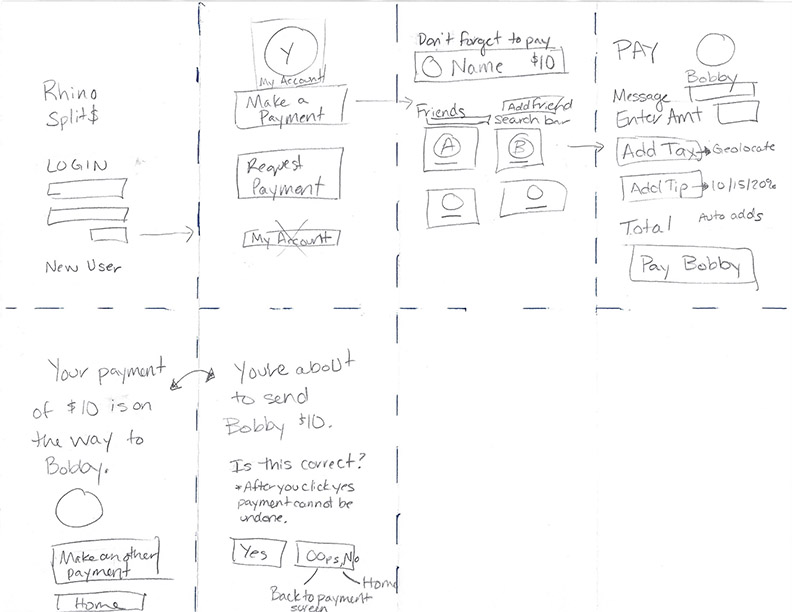 Rhino
Split$
LOGIN
New User
Y
My Account
Make a
Payment
Request
Payment
My Account
Don't forget to pay
Name $10
Friends
Add friend
Search bar
A
B
PAY
Bobby
Message
Enter Amt
Add Tax → Geolocate
Add Tip → 10/15/20%
Total
Auto adds
Pay Bobby
Your payment
of $10 is on
the way to
Bobby.
Make another
payment
Home
You're about
to send
Bobby $10.
Is this correct?
*After you click yes
payment cannot be
undone.
Yes
Oops, No
Home
Back to payment
screen